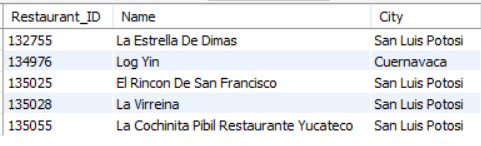 Restaurant_ID Name City
132755 La Estrella De Dimas San Luis Potosi
134976 Log Yin Cuernavaca
135025 El Rincon De San Francisco San Luis Potosi
135028 La Virreina San Luis Potosi
135055 La Cochinita Pibil Restaurante Yucateco San Luis Potosi